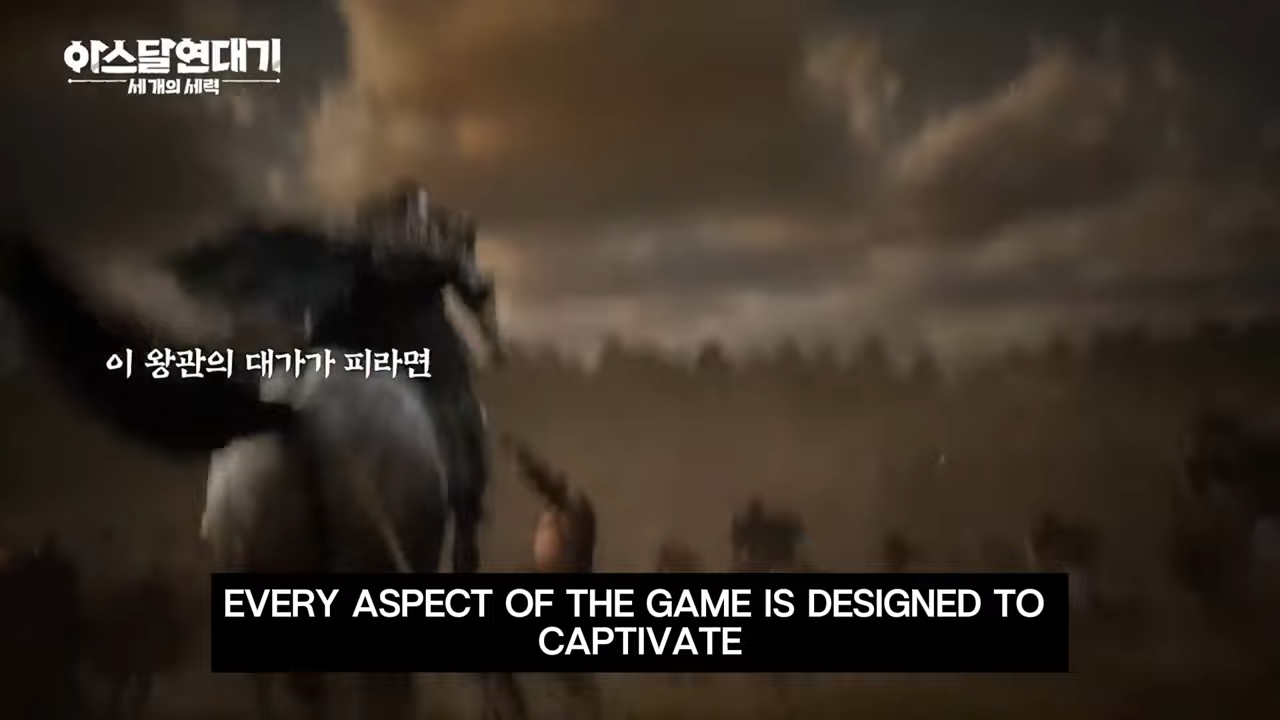 아스달 연대기
세 개의 세력
이 왕관의 대가가 피라면
EVERY ASPECT OF THE GAME IS DESIGNED TO
CAPTIVATE